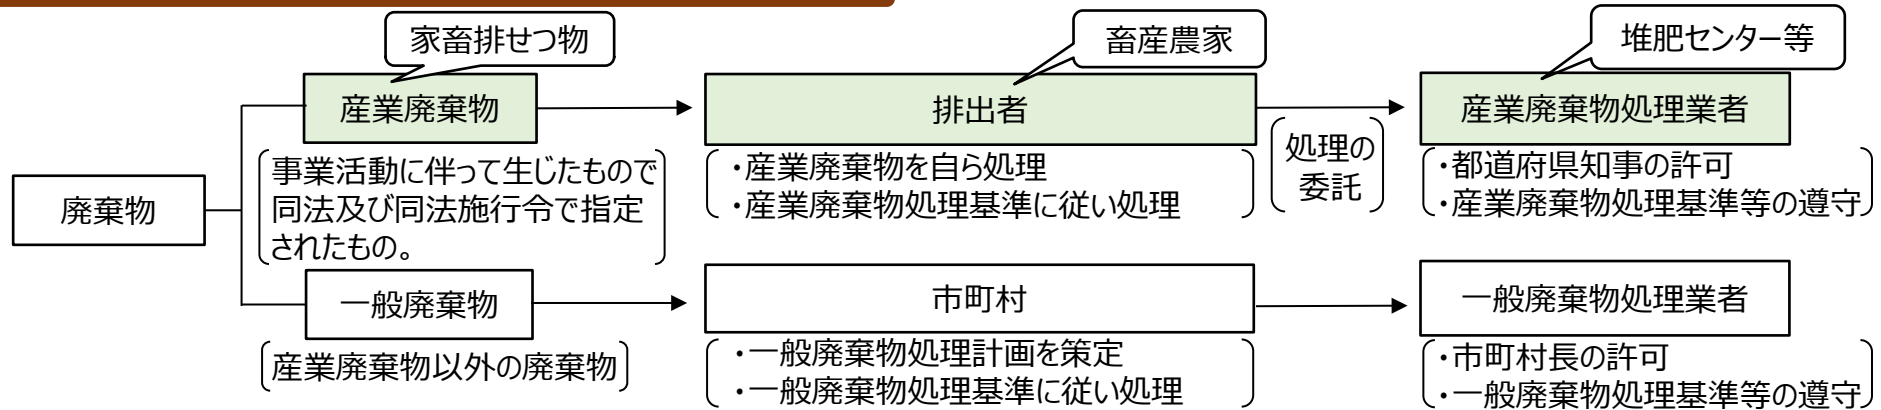 家畜排せつ物
畜産農家
堆肥センター等
産業廃棄物
排出者
産業廃棄物処理業者
廃棄物
事業活動に伴って生じたもので
同法及び同法施行令で指定
されたもの。
・産業廃棄物を自ら処理
・産業廃棄物処理基準に従い処理
処理の
委託
・都道府県知事の許可
・産業廃棄物処理基準等の遵守
一般廃棄物
市町村
一般廃棄物処理業者
産業廃棄物以外の廃棄物
・一般廃棄物処理計画を策定
・一般廃棄物処理基準に従い処理
・市町村長の許可
・一般廃棄物処理基準等の遵守